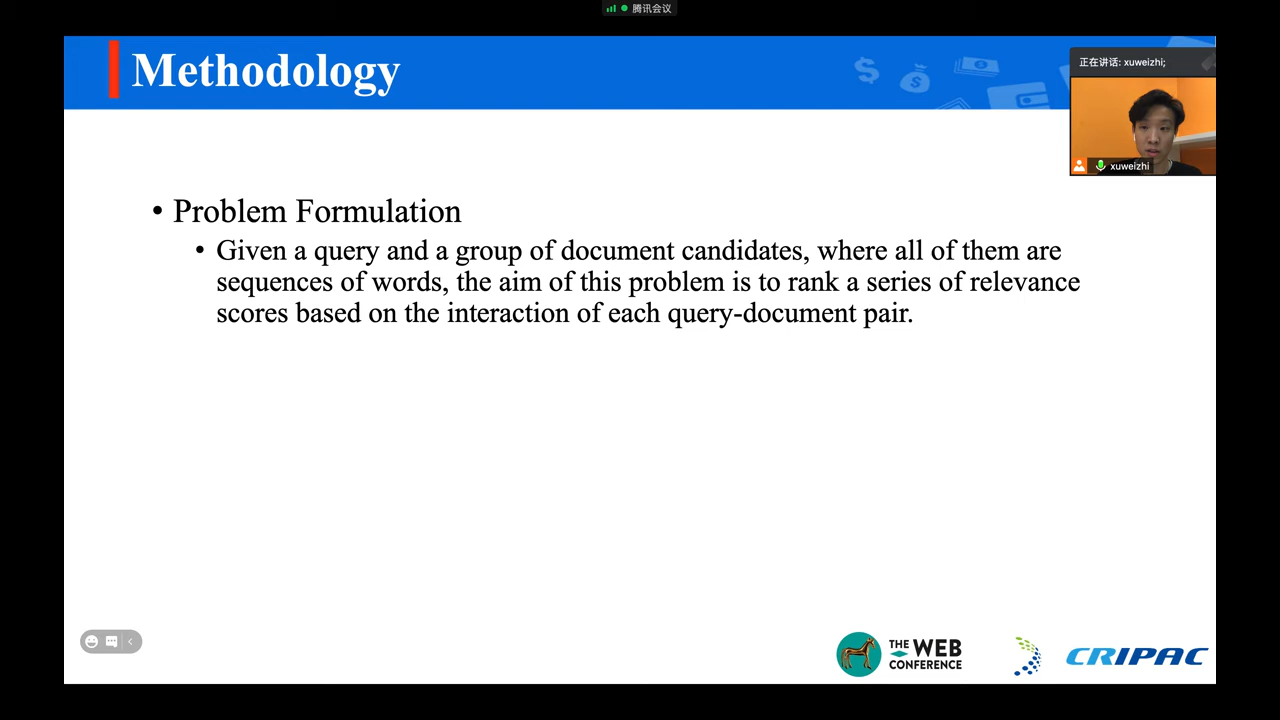 腾讯会议
Methodology
正在讲话: xuweizhi;
xuweizhi
• Problem Formulation
• Given a query and a group of document candidates, where all of them are
sequences of words, the aim of this problem is to rank a series of relevance
scores based on the interaction of each query-document pair.
THE WEB
CONFERENCE
CRIPAC